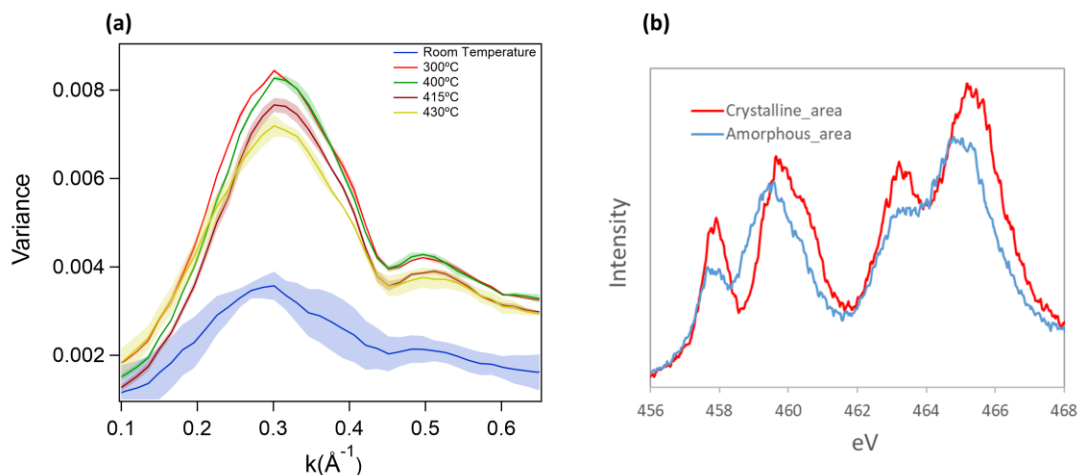 (a)
Room Temperature
300ºC
400ºC
415ºC
430ºC
Variance
0.008
0.006
0.004
0.002
0.1 0.2 0.3 0.4 0.5 0.6
k(Å⁻¹)
(b)
Crystalline_area
Amorphous_area
Intensity
456 458 460 462 464 466 468
eV